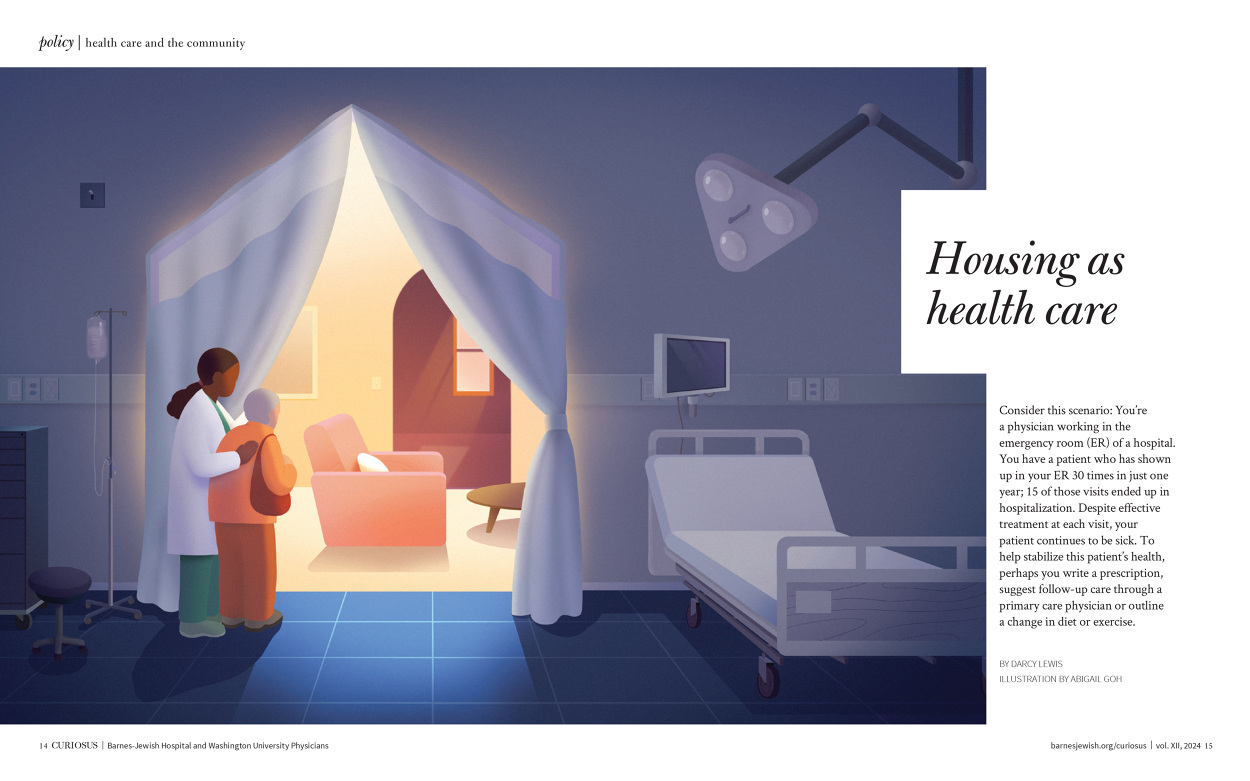 policy | health care and the community
Housing as
health care
Consider this scenario: You’re
a physician working in the
emergency room (ER) of a hospital.
You have a patient who has shown
up in your ER 30 times in just one
year; 15 of those visits ended up in
hospitalization. Despite effective
treatment at each visit, your
patient continues to be sick. To
help stabilize this patient’s health,
perhaps you write a prescription,
suggest follow-up care through a
primary care physician or outline
a change in diet or exercise.
BY DARCY LEWIS
ILLUSTRATION BY ABIGAIL GOH
14 CURIOSUS | Barnes-Jewish Hospital and Washington University Physicians
barnesjewish.org/curiosus | vol. XII, 2024 15